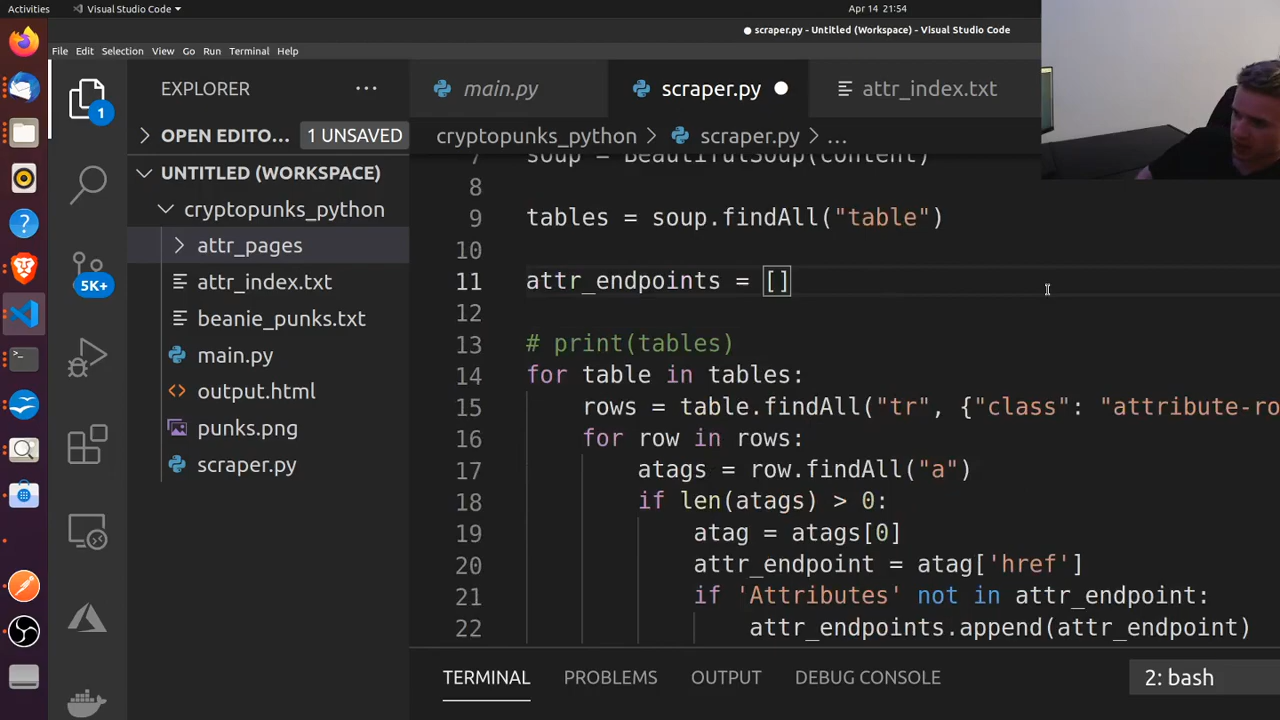 Activities
Visual Studio Code
Apr 14 21:54
scraper.py - Untitled (Workspace) - Visual Studio Code
File Edit Selection View Go Run Terminal Help
EXPLORER
OPEN EDITO... 1 UNSAVED
UNTITLED (WORKSPACE)
cryptopunks_python
attr_pages
attr_index.txt
beanie_punks.txt
main.py
output.html
punks.png
scraper.py
1
5K+
main.py
scraper.py
attr_index.txt
cryptopunks_python > scraper.py > ...
7 soup = BeautifulSoup(content)
8
9 tables = soup.findAll("table")
10
11 attr_endpoints = []
12
13 # print(tables)
14 for table in tables:
15 rows = table.findAll("tr", {"class": "attribute-ro
16 for row in rows:
17 atags = row.findAll("a")
18 if len(atags) > 0:
19 atag = atags[0]
20 attr_endpoint = atag['href']
21 if 'Attributes' not in attr_endpoint:
22 attr_endpoints.append(attr_endpoint)
TERMINAL PROBLEMS OUTPUT DEBUG CONSOLE
2: bash